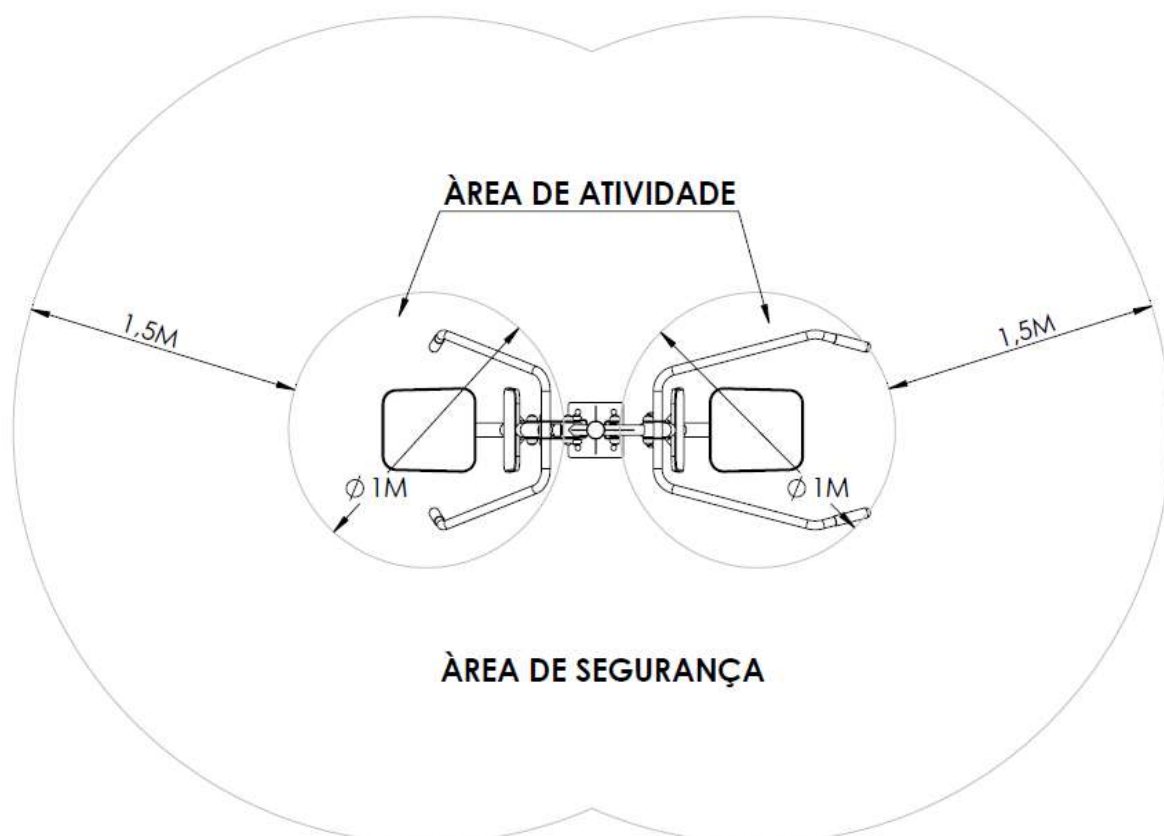 ÀREA DE ATIVIDADE
1,5M
1,5M
∅ 1M
∅ 1M
ÀREA DE SEGURANÇA